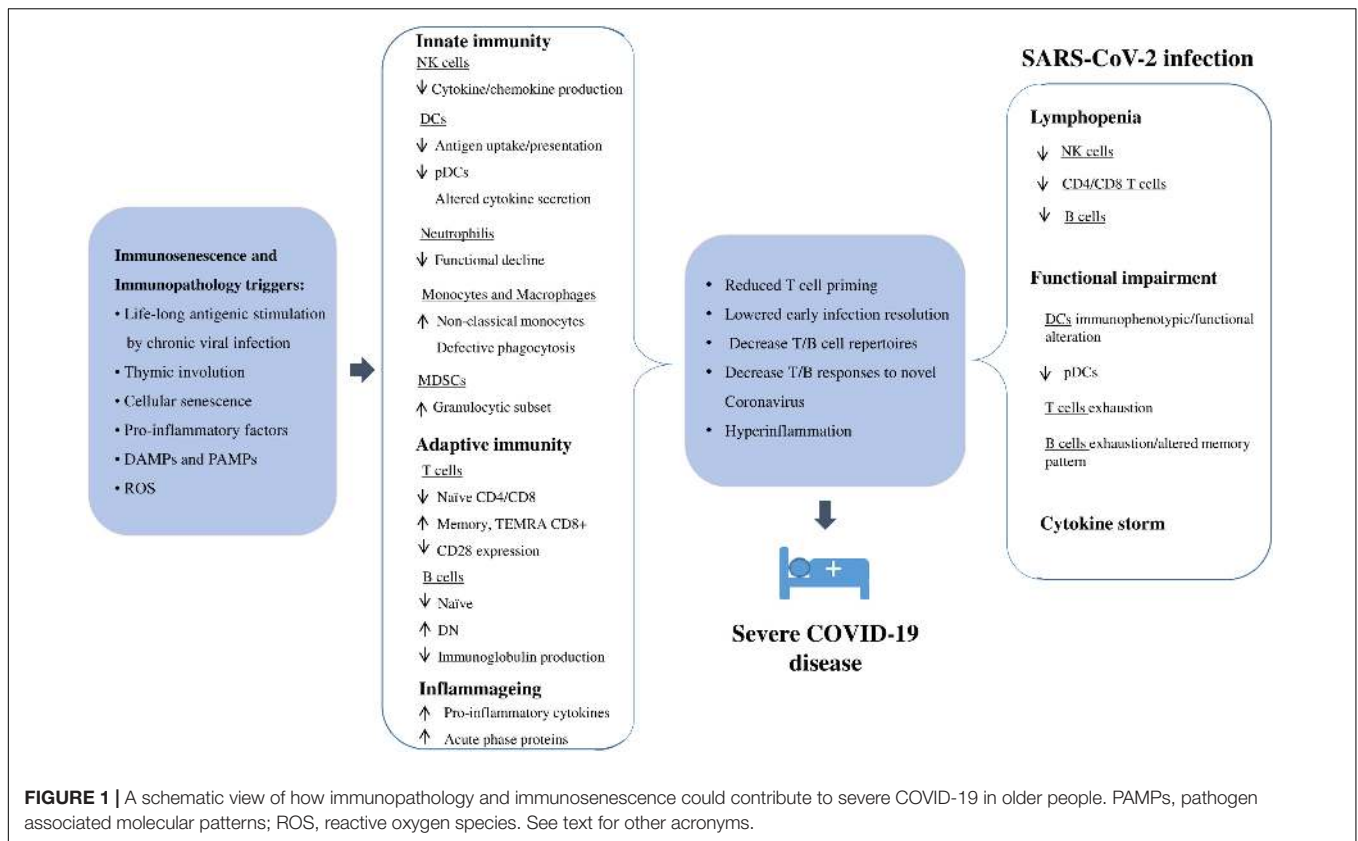 Immunosenescence and
Immunopathology triggers:
• Life-long antigenic stimulation
by chronic viral infection
• Thymic involution
• Cellular senescence
• Pro-inflammatory factors
• DAMPs and PAMPs
• ROS
Innate immunity
NK cells
↓ Cytokine/chemokine production
DCs
↓ Antigen uptake/presentation
↓ pDCs
Altered cytokine secretion
Neutrophilis
↓ Functional decline
Monocytes and Macrophages
↑ Non-classical monocytes
Defective phagocytosis
MDSCs
↑ Granulocytic subset
Adaptive immunity
T cells
↓ Naïve CD4/CD8
↑ Memory, TEMRA CD8+
↓ CD28 expression
B cells
↓ Naïve
↑ DN
↓ Immunoglobulin production
Inflammageing
↑ Pro-inflammatory cytokines
↑ Acute phase proteins
• Reduced T cell priming
• Lowered early infection resolution
• Decrease T/B cell repertoires
• Decrease T/B responses to novel
Coronavirus
• Hyperinflammation
Severe COVID-19
disease
SARS-CoV-2 infection
Lymphopenia
↓ NK cells
↓ CD4/CD8 T cells
↓ B cells
Functional impairment
DCs immunophenotypic/functional
alteration
↓ pDCs
T cells exhaustion
B cells exhaustion/altered memory
pattern
Cytokine storm
FIGURE 1 | A schematic view of how immunopathology and immunosenescence could contribute to severe COVID-19 in older people. PAMPs, pathogen
associated molecular patterns; ROS, reactive oxygen species. See text for other acronyms.